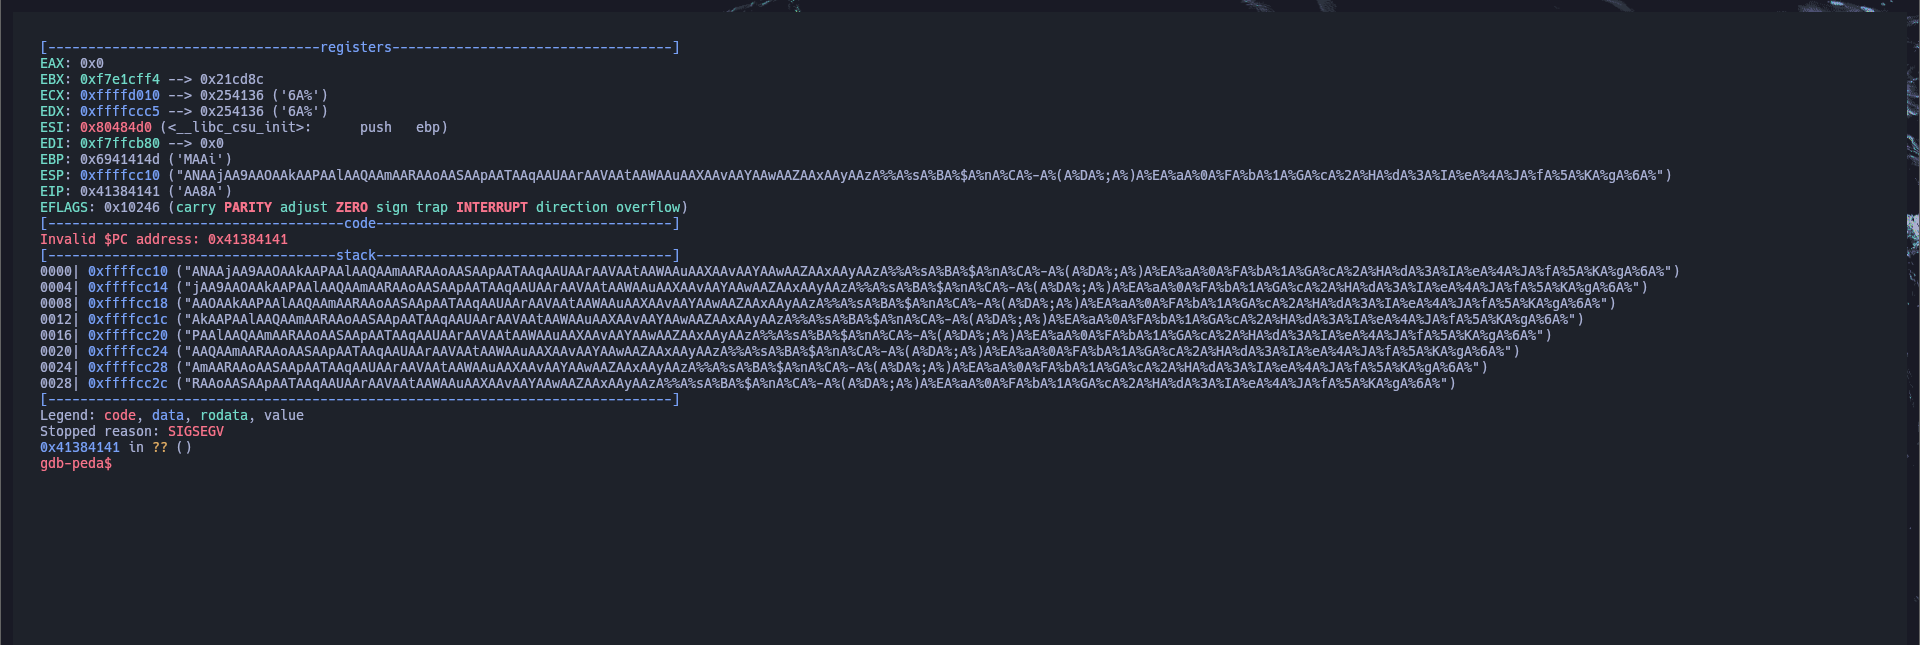 [----------------------------------registers-----------------------------------]
EAX: 0x0
EBX: 0xf7e1cff4 --> 0x21cd8c
ECX: 0xffffd010 --> 0x254136 ('6A%')
EDX: 0xffffccc5 --> 0x254136 ('6A%')
ESI: 0x80484d0 (<__libc_csu_init>:      push   ebp)
EDI: 0xf7ffcb80 --> 0x0
EBP: 0x6941414d ('MAAi')
ESP: 0xffffcc10 ("ANAAjAA9AAOAAkAAPAAlAAQAAmAARAAoAASAApAATAAqAAUAArAAVAAtAAWAAuAAXAAvAAYAAwAAZAAxAAyAAzA%%A%sA%BA%$A%nA%CA%-A%(A%DA%;A%)A%EA%aA%0A%FA%bA%1A%GA%cA%2A%HA%dA%3A%IA%eA%4A%JA%fA%5A%KA%gA%6A%")
EIP: 0x41384141 ('AA8A')
EFLAGS: 0x10246 (carry PARITY adjust ZERO sign trap INTERRUPT direction overflow)
[-------------------------------------code-------------------------------------]
Invalid $PC address: 0x41384141
[------------------------------------stack-------------------------------------]
0000| 0xffffcc10 ("ANAAjAA9AAOAAkAAPAAlAAQAAmAARAAoAASAApAATAAqAAUAArAAVAAtAAWAAuAAXAAvAAYAAwAAZAAxAAyAAzA%%A%sA%BA%$A%nA%CA%-A%(A%DA%;A%)A%EA%aA%0A%FA%bA%1A%GA%cA%2A%HA%dA%3A%IA%eA%4A%JA%fA%5A%KA%gA%6A%")
0004| 0xffffcc14 ("jAA9AAOAAkAAPAAlAAQAAmAARAAoAASAApAATAAqAAUAArAAVAAtAAWAAuAAXAAvAAYAAwAAZAAxAAyAAzA%%A%sA%BA%$A%nA%CA%-A%(A%DA%;A%)A%EA%aA%0A%FA%bA%1A%GA%cA%2A%HA%dA%3A%IA%eA%4A%JA%fA%5A%KA%gA%6A%")
0008| 0xffffcc18 ("AAOAAkAAPAAlAAQAAmAARAAoAASAApAATAAqAAUAArAAVAAtAAWAAuAAXAAvAAYAAwAAZAAxAAyAAzA%%A%sA%BA%$A%nA%CA%-A%(A%DA%;A%)A%EA%aA%0A%FA%bA%1A%GA%cA%2A%HA%dA%3A%IA%eA%4A%JA%fA%5A%KA%gA%6A%")
0012| 0xffffcc1c ("AkAAPAAlAAQAAmAARAAoAASAApAATAAqAAUAArAAVAAtAAWAAuAAXAAvAAYAAwAAZAAxAAyAAzA%%A%sA%BA%$A%nA%CA%-A%(A%DA%;A%)A%EA%aA%0A%FA%bA%1A%GA%cA%2A%HA%dA%3A%IA%eA%4A%JA%fA%5A%KA%gA%6A%")
0016| 0xffffcc20 ("PAAlAAQAAmAARAAoAASAApAATAAqAAUAArAAVAAtAAWAAuAAXAAvAAYAAwAAZAAxAAyAAzA%%A%sA%BA%$A%nA%CA%-A%(A%DA%;A%)A%EA%aA%0A%FA%bA%1A%GA%cA%2A%HA%dA%3A%IA%eA%4A%JA%fA%5A%KA%gA%6A%")
0020| 0xffffcc24 ("AAQAAmAARAAoAASAApAATAAqAAUAArAAVAAtAAWAAuAAXAAvAAYAAwAAZAAxAAyAAzA%%A%sA%BA%$A%nA%CA%-A%(A%DA%;A%)A%EA%aA%0A%FA%bA%1A%GA%cA%2A%HA%dA%3A%IA%eA%4A%JA%fA%5A%KA%gA%6A%")
0024| 0xffffcc28 ("AmAARAAoAASAApAATAAqAAUAArAAVAAtAAWAAuAAXAAvAAYAAwAAZAAxAAyAAzA%%A%sA%BA%$A%nA%CA%-A%(A%DA%;A%)A%EA%aA%0A%FA%bA%1A%GA%cA%2A%HA%dA%3A%IA%eA%4A%JA%fA%5A%KA%gA%6A%")
0028| 0xffffcc2c ("RAAoAASAApAATAAqAAUAArAAVAAtAAWAAuAAXAAvAAYAAwAAZAAxAAyAAzA%%A%sA%BA%$A%nA%CA%-A%(A%DA%;A%)A%EA%aA%0A%FA%bA%1A%GA%cA%2A%HA%dA%3A%IA%eA%4A%JA%fA%5A%KA%gA%6A%")
[------------------------------------------------------------------------------]
Legend: code, data, rodata, value
Stopped reason: SIGSEGV
0x41384141 in ?? ()
gdb-peda$